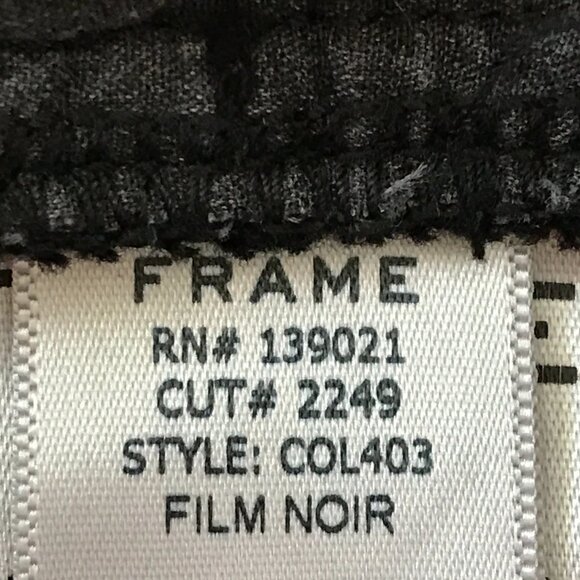 FRAME
RN# 139021
CUT# 2249
STYLE: COL403
FILM NOIR